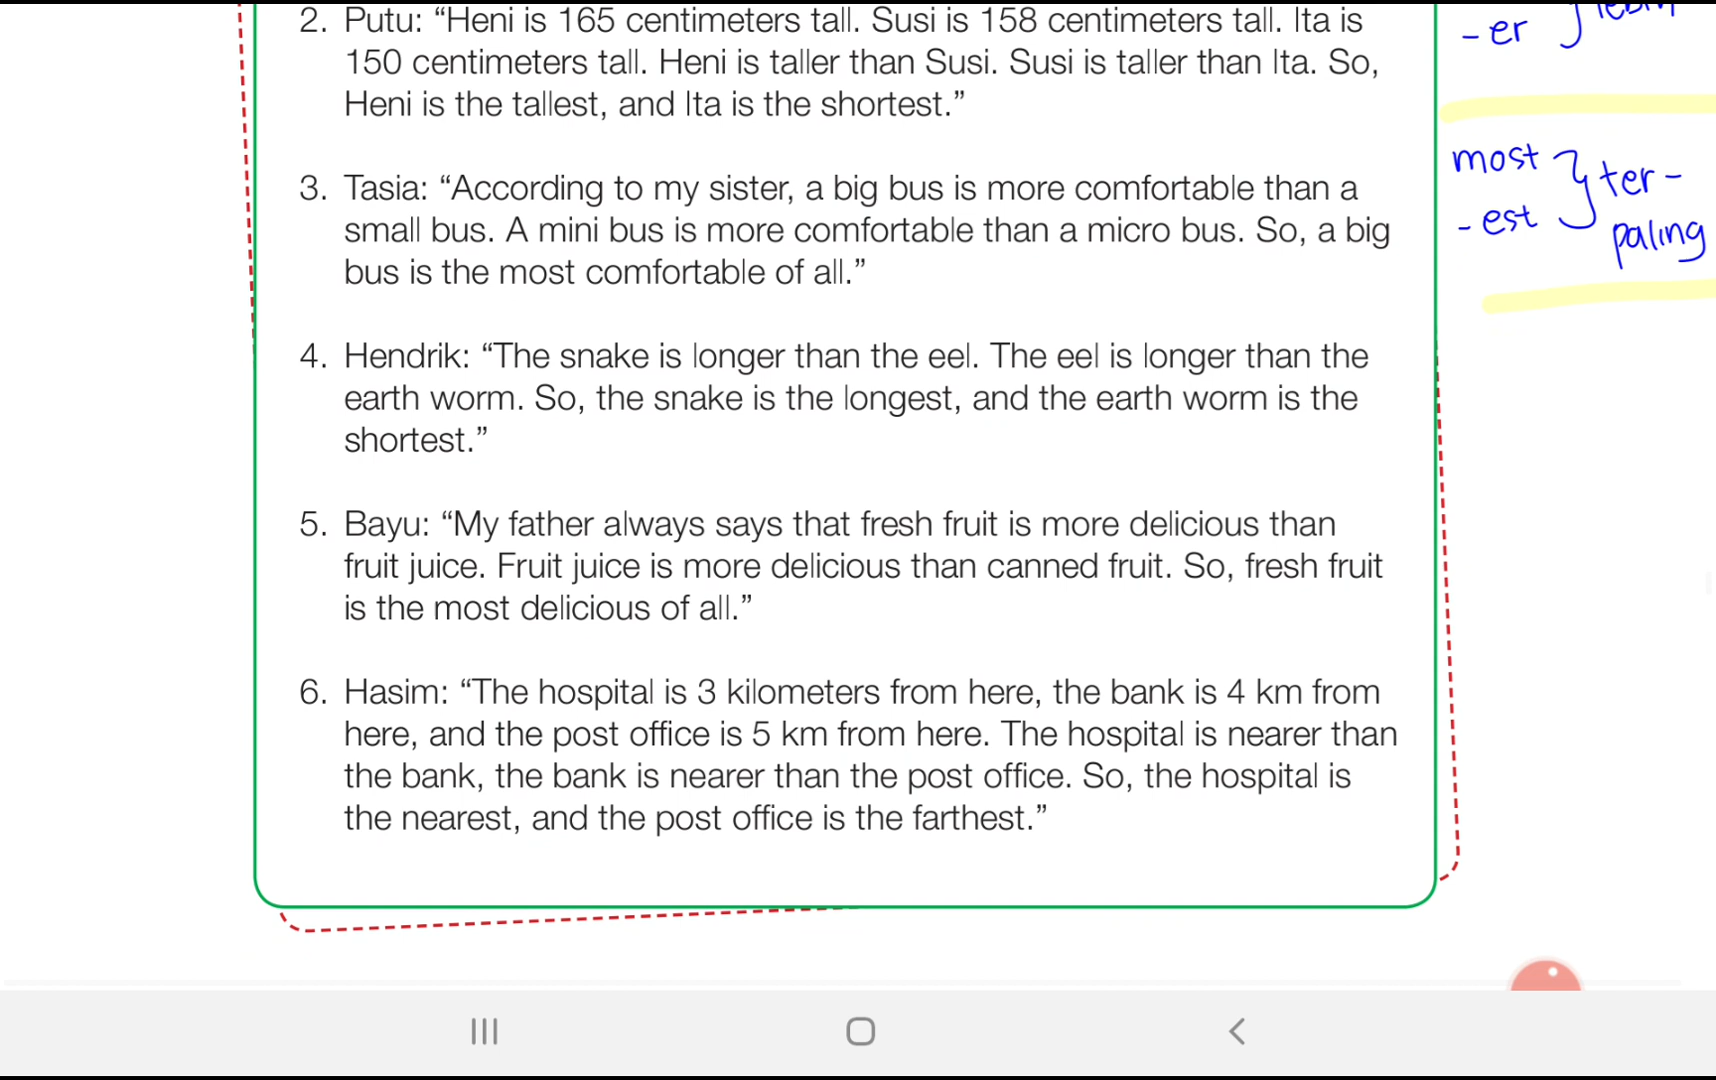 2. Putu: “Heni is 165 centimeters tall. Susi is 158 centimeters tall. Ita is
150 centimeters tall. Heni is taller than Susi. Susi is taller than Ita. So,
Heni is the tallest, and Ita is the shortest.”
3. Tasia: “According to my sister, a big bus is more comfortable than a
small bus. A mini bus is more comfortable than a micro bus. So, a big
bus is the most comfortable of all.”
4. Hendrik: “The snake is longer than the eel. The eel is longer than the
earth worm. So, the snake is the longest, and the earth worm is the
shortest.”
5. Bayu: “My father always says that fresh fruit is more delicious than
fruit juice. Fruit juice is more delicious than canned fruit. So, fresh fruit
is the most delicious of all.”
6. Hasim: “The hospital is 3 kilometers from here, the bank is 4 km from
here, and the post office is 5 km from here. The hospital is nearer than
the bank, the bank is nearer than the post office. So, the hospital is
the nearest, and the post office is the farthest.”
-er
most
-est
ter-
paling